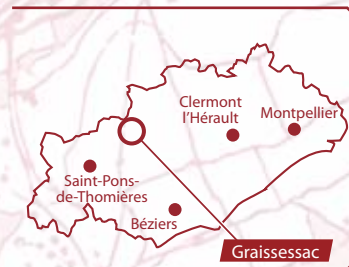 Clermont
l'Hérault
Montpellier
Saint-Pons-
de-Thomières
Béziers
Graissessac